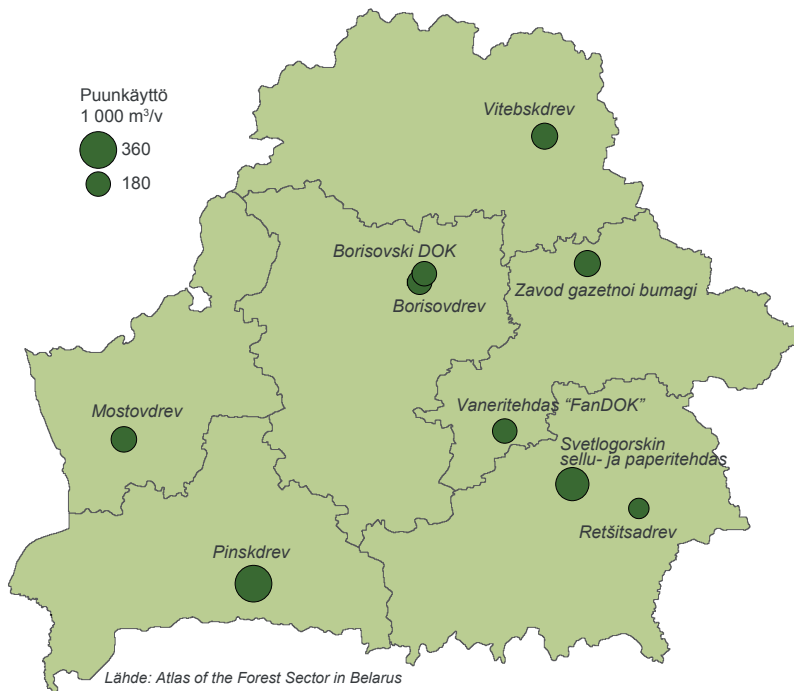 Puunkäyttö
1 000 m³/v
360
180
Vitebskdrev
Borisovski DOK
Borisovdrev
Zavod gazetnoi bumagi
Mostovdrev
Vaneritehdas “FanDOK”
Svetlogorskin
sellu- ja paperitehdas
Retšitsadrev
Pinskdrev
Lähde: Atlas of the Forest Sector in Belarus